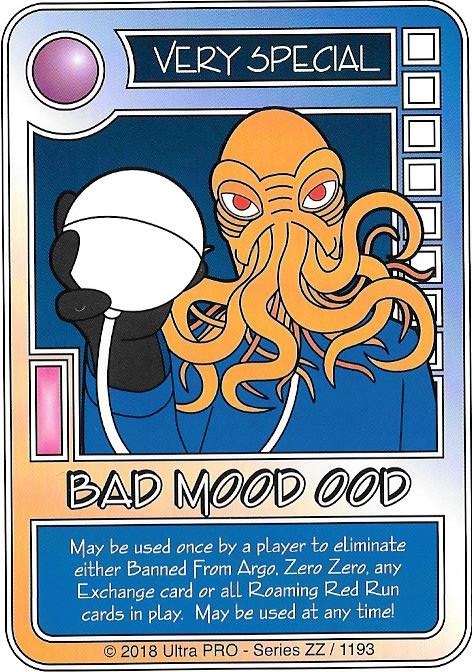 VERY SPECIAL
BAD MOOD OOD
May be used once by a player to eliminate
either Banned From Argo, Zero Zero, any
Exchange card or all Roaming Red Run
cards in play. May be used at any time!
© 2018 Ultra PRO - Series ZZ / 1193